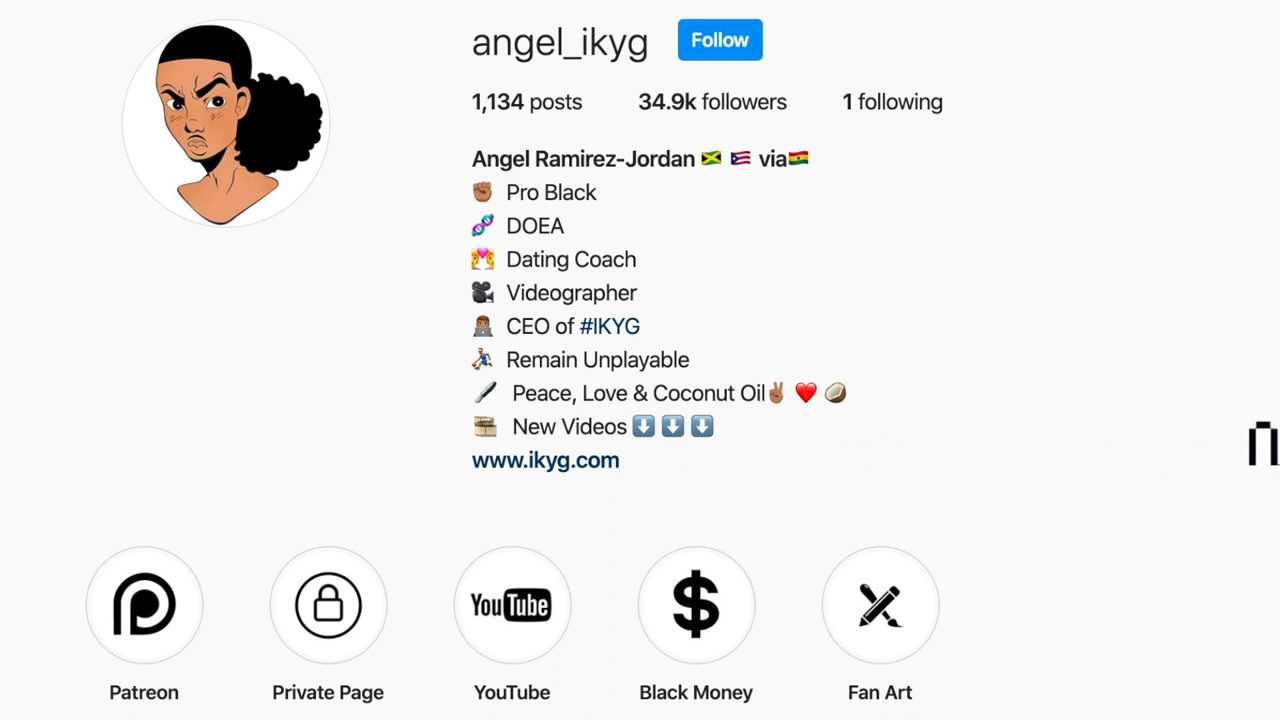 angel_ikyg Follow
1,134 posts 34.9k followers 1 following
Angel Ramirez-Jordan 🇯🇲 🇵🇷 via🇬🇭
✊🏾 Pro Black
🧬 DOEA
💏 Dating Coach
🎥 Videographer
👨🏾‍💻 CEO of #IKYG
⛹🏽‍♂️ Remain Unplayable
🖋 Peace, Love & Coconut Oil✌🏾 ❤️ 🥥
New Videos ⬇️ ⬇️ ⬇️
www.ikyg.com
You Tube
$
Patreon Private Page YouTube Black Money Fan Art